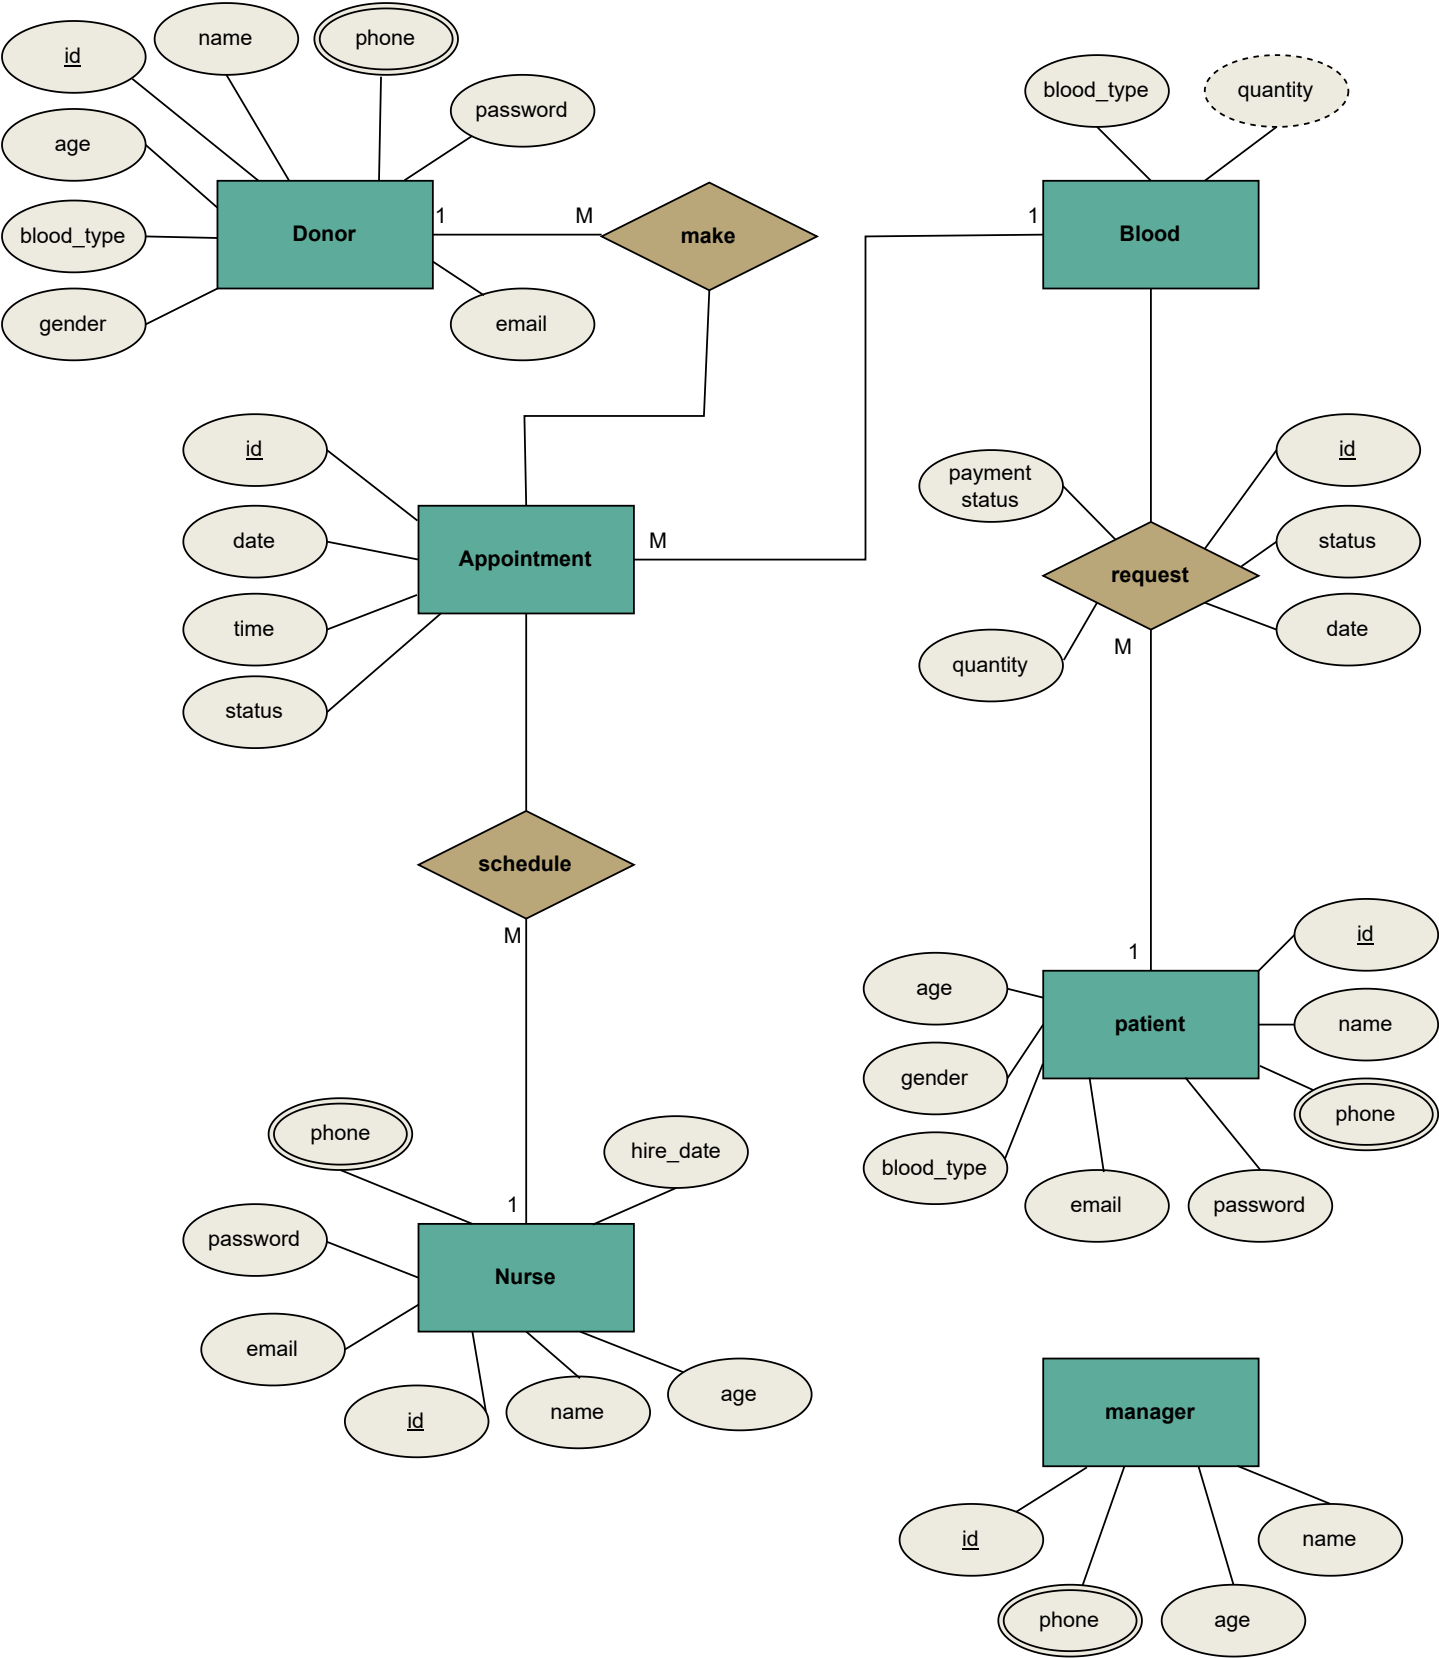 id
name
phone
password
age
blood_type
gender
Donor
1
M
make
email
blood_type
quantity
1
Blood
id
date
time
status
Appointment
M
payment
status
id
status
date
request
quantity
M
schedule
M
1
1
id
age
name
patient
gender
phone
blood_type
email
password
phone
hire_date
password
Nurse
email
id
name
age
manager
id
name
phone
age